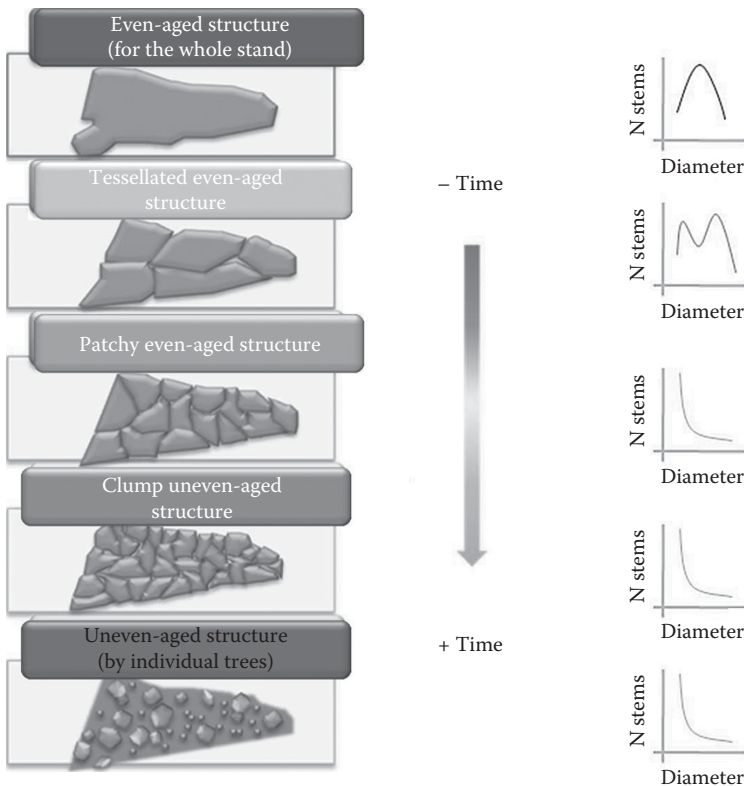 Even-aged structure
(for the whole stand)
N stems
Diameter
Tessellated even-aged
structure
– Time
N stems
Diameter
Patchy even-aged structure
N stems
Diameter
Clump uneven-aged
structure
N stems
Diameter
Uneven-aged structure
(by individual trees)
+ Time
N stems
Diameter